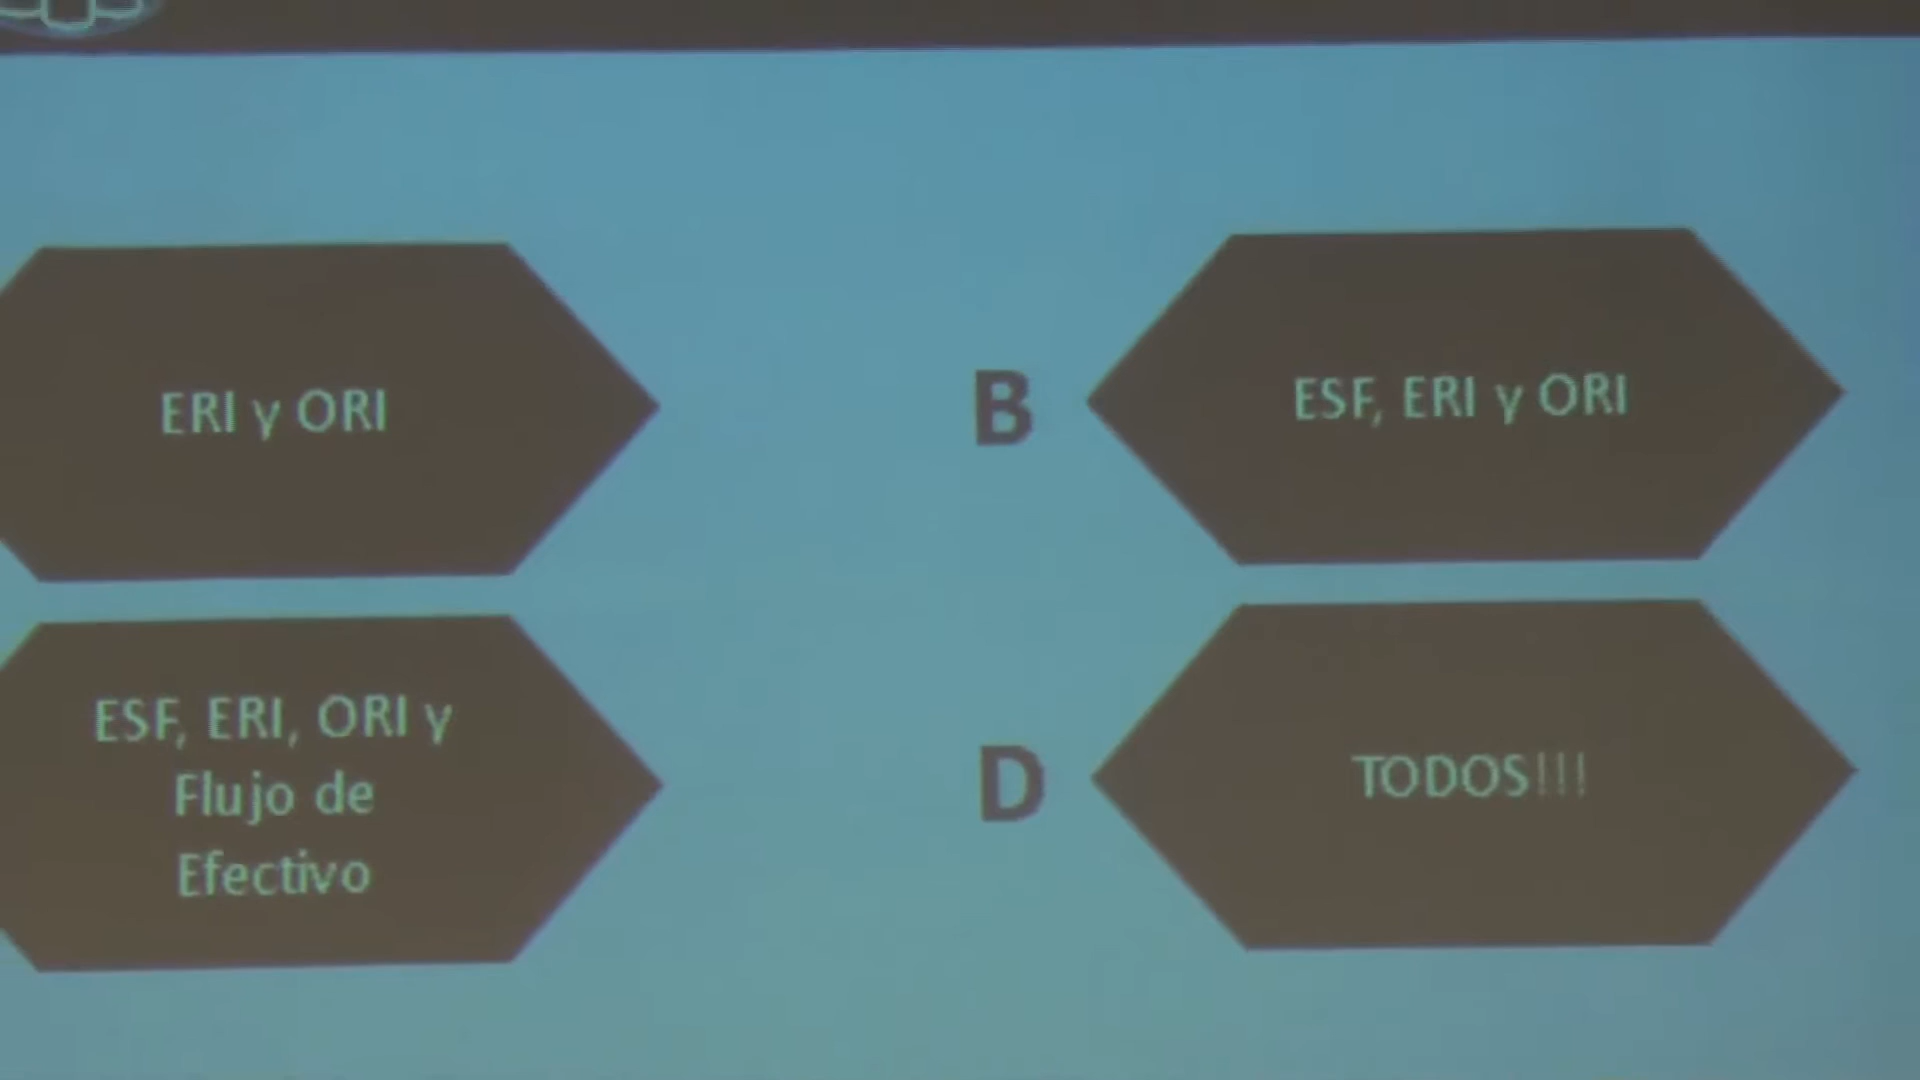 ERI y ORI
B
ESF, ERI y ORI
ESF, ERI, ORI y
Flujo de
Efectivo
D
TODOS!!!